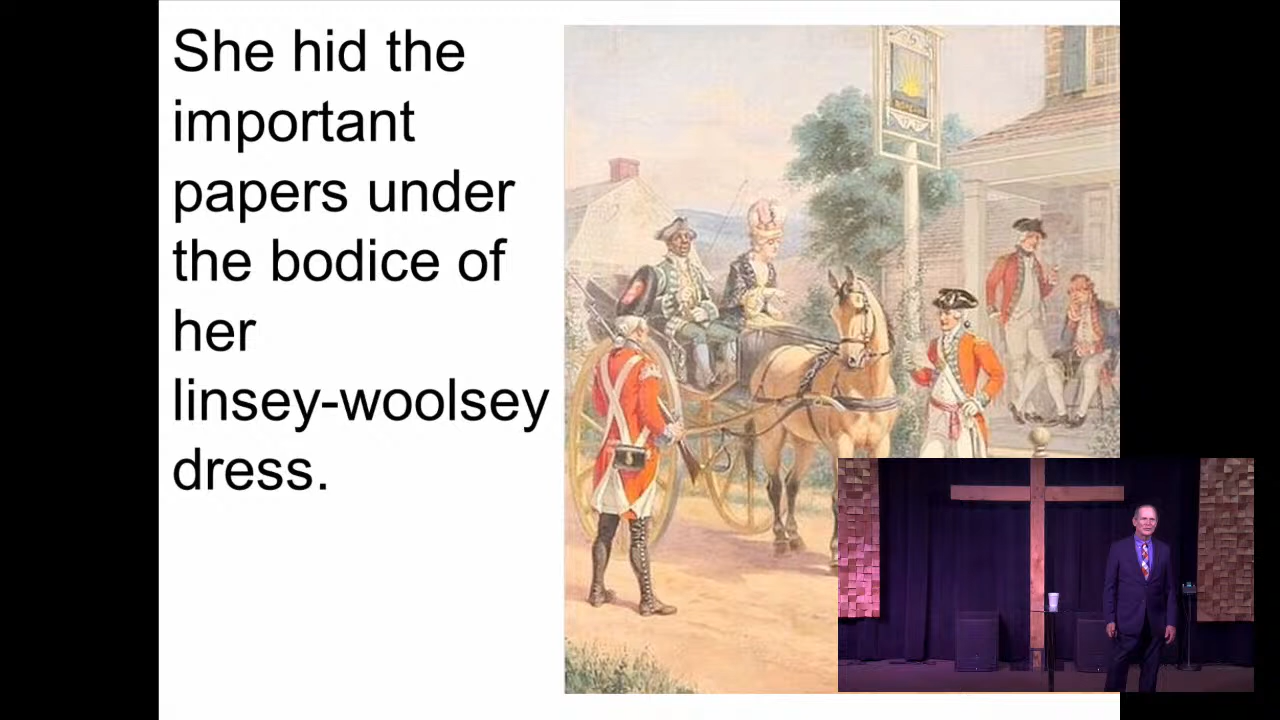 She hid the
important
papers under
the bodice of
her
linsey-woolsey
dress.